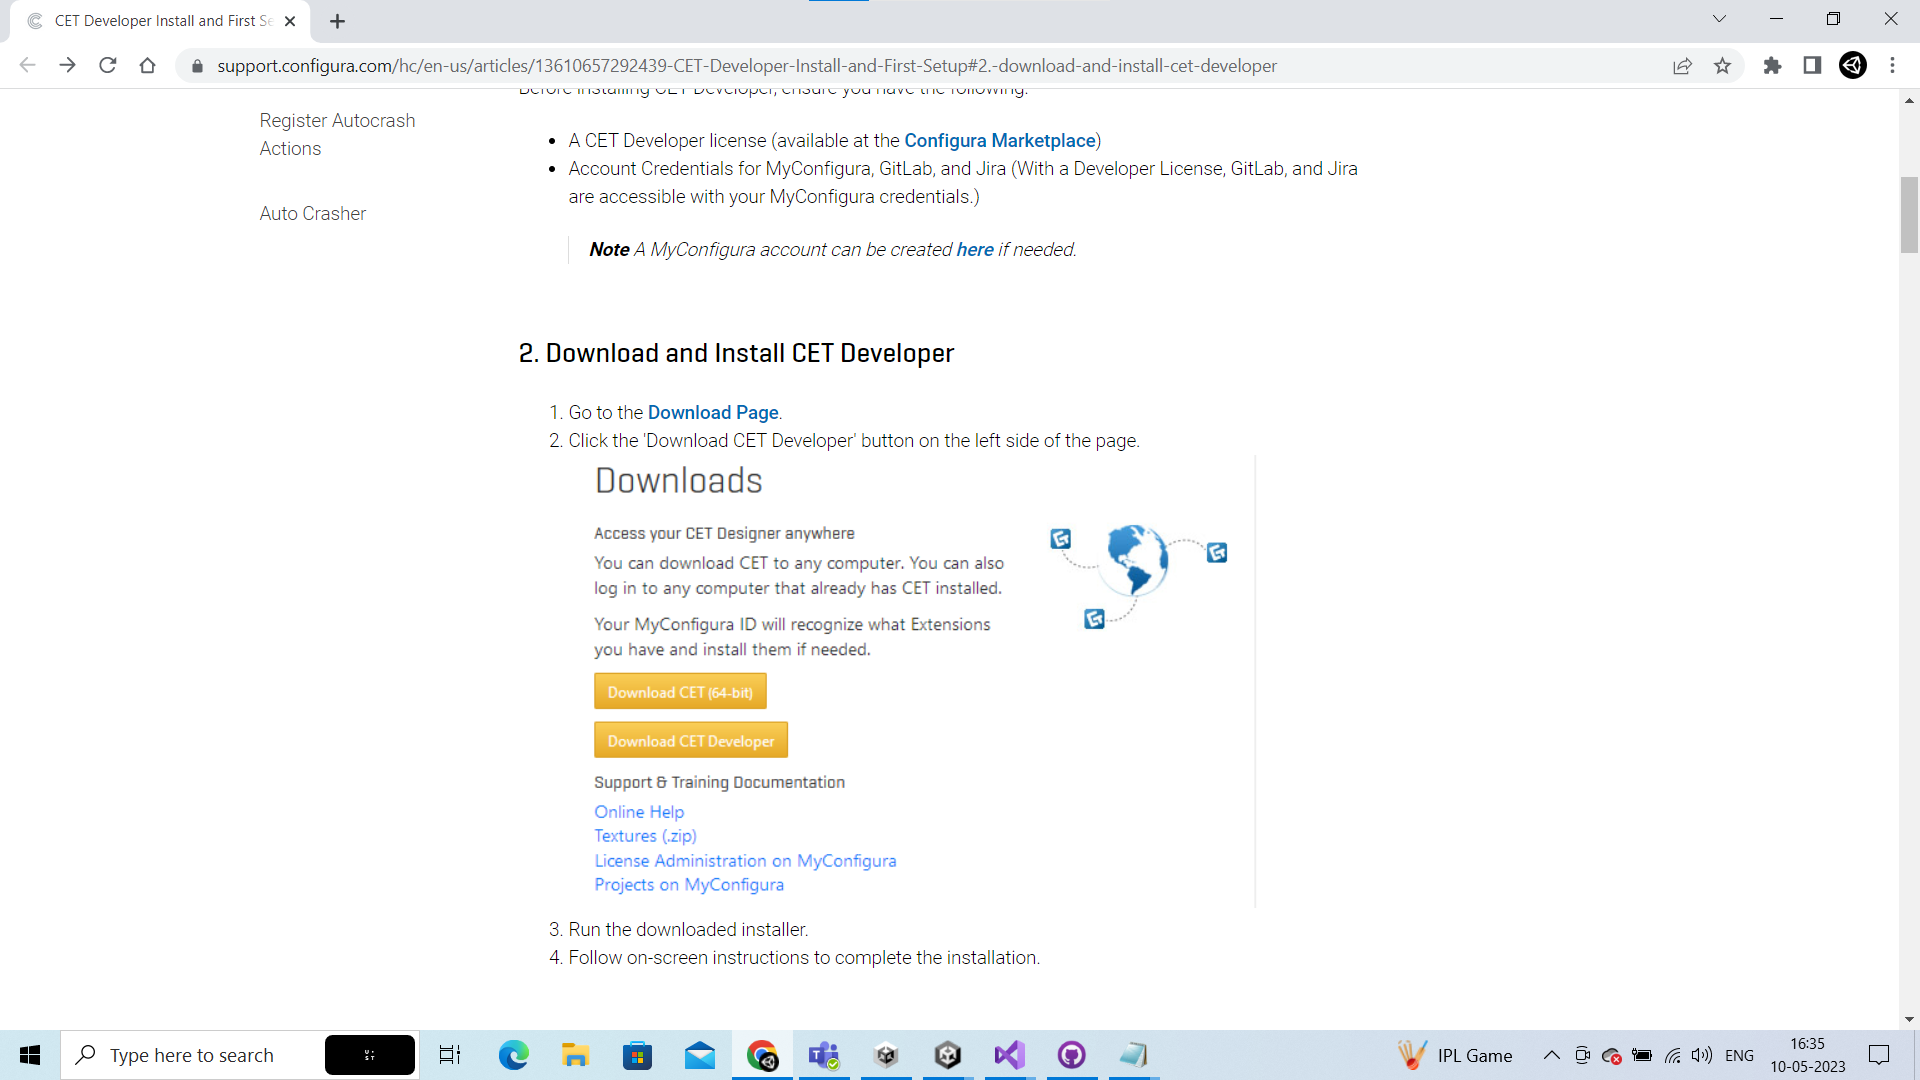 CET Developer Install and First Se
support.configura.com/hc/en-us/articles/13610657292439-CET-Developer-Install-and-First-Setup#2.-download-and-install-cet-developer
Before installing CET Developer, ensure you have the following:
Register Autocrash
Actions
Auto Crasher
• A CET Developer license (available at the Configura Marketplace)
• Account Credentials for MyConfigura, GitLab, and Jira (With a Developer License, GitLab, and Jira
are accessible with your MyConfigura credentials.)
Note A MyConfigura account can be created here if needed.
2. Download and Install CET Developer
1. Go to the Download Page.
2. Click the 'Download CET Developer' button on the left side of the page.
Downloads
Access your CET Designer anywhere
You can download CET to any computer. You can also
log in to any computer that already has CET installed.
Your MyConfigura ID will recognize what Extensions
you have and install them if needed.
Download CET (64-bit)
Download CET Developer
Support & Training Documentation
Online Help
Textures (.zip)
License Administration on MyConfigura
Projects on MyConfigura
3. Run the downloaded installer.
4. Follow on-screen instructions to complete the installation.
Type here to search
IPL Game
ENG
16:35
10-05-2023